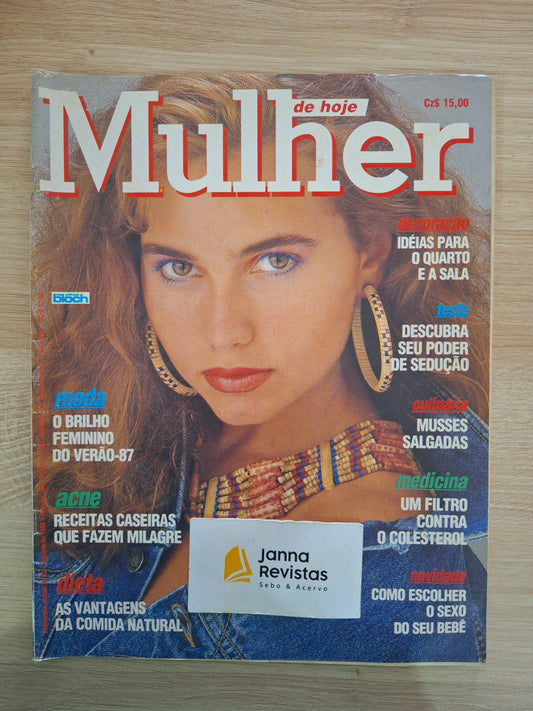 de hoje
Cz$ 15,00
Mulher
decoração
IDÉIAS PARA
O QUARTO
E A SALA
bloch
teste
DESCUBRA
SEU PODER
DE SEDUÇÃO
moda
O BRILHO
FEMININO
DO VERÃO-87
culinária
MUSSES
SALGADAS
acne
RECEITAS CASEIRAS
QUE FAZEM MILAGRE
medicina
UM FILTRO
CONTRA
O COLESTEROL
dieta
AS VANTAGENS
DA COMIDA NATURAL
novidade
COMO ESCOLHER
O SEXO
DO SEU BEBÊ
Janna
Revistas
Sebo & Acervo